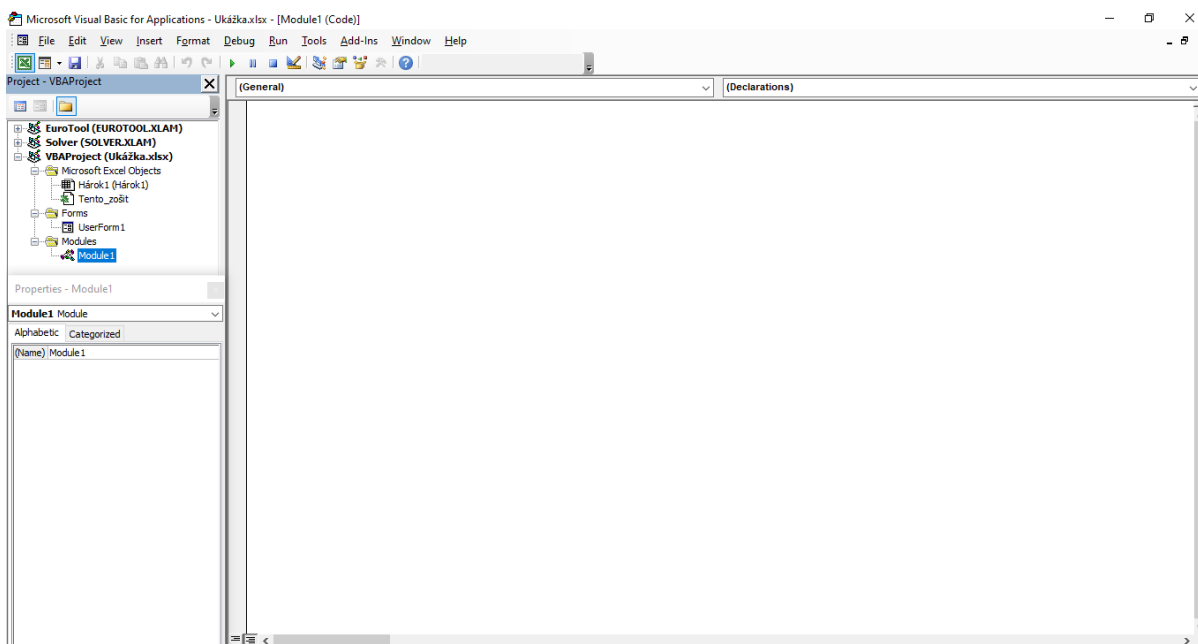 Microsoft Visual Basic for Applications - Ukážka.xlsx - [Module1 (Code)]
File Edit View Insert Format Debug Run Tools Add-Ins Window Help
Project - VBAProject
(General) (Declarations)
EuroTool (EUROTOOL.XLAM)
Solver (SOLVER.XLAM)
VBAProject (Ukážka.xlsx)
Microsoft Excel Objects
Hárok1 (Hárok1)
Tento_zošit
Forms
UserForm1
Modules
Module1
Properties - Module1
Module1 Module
Alphabetic Categorized
(Name) Module1